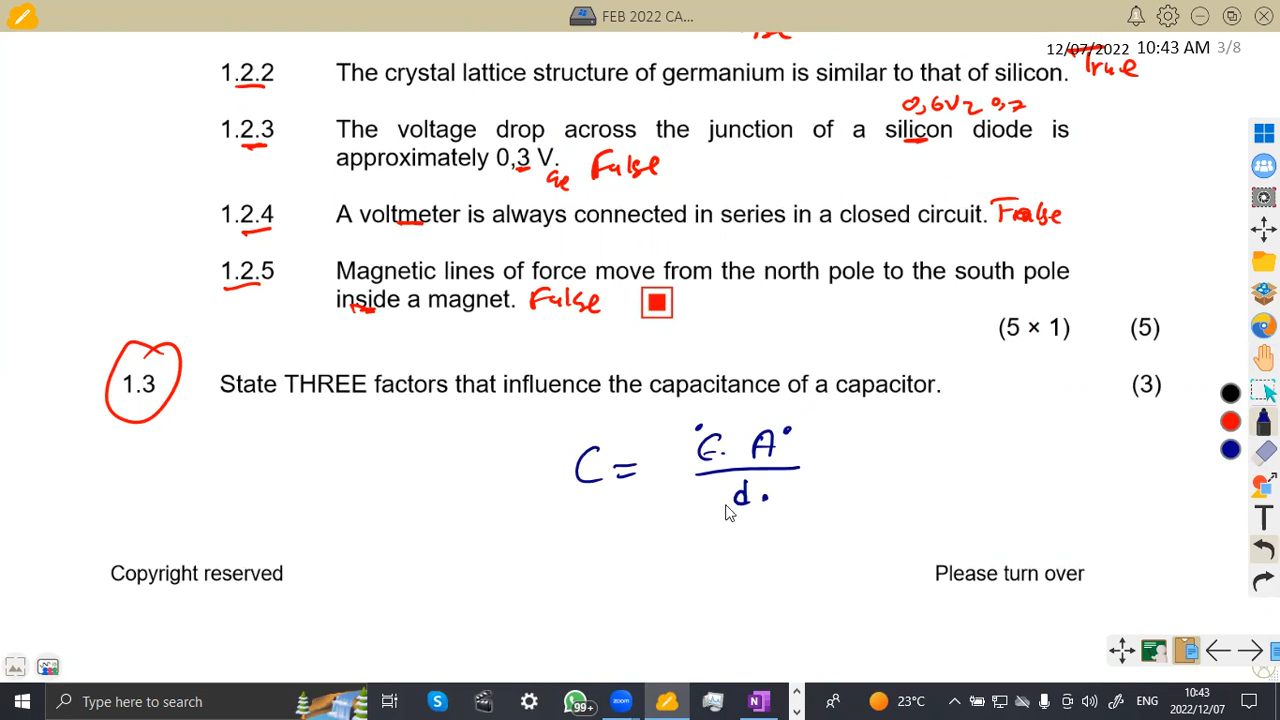 FEB 2022 CA...
12/07/2022 10:43 AM 3/8
1.2.2 The crystal lattice structure of germanium is similar to that of silicon. True
0,6V 0,7
1.2.3 The voltage drop across the junction of a silicon diode is
approximately 0,3 V. Ge False
1.2.4 A voltmeter is always connected in series in a closed circuit. False
1.2.5 Magnetic lines of force move from the north pole to the south pole
inside a magnet. False
(5 × 1) (5)
1.3 State THREE factors that influence the capacitance of a capacitor. (3)
C = Ɛ. A
d
Copyright reserved Please turn over
T
Type here to search
99+
zoom
N
23°C
ENG
10:43
2022/12/07